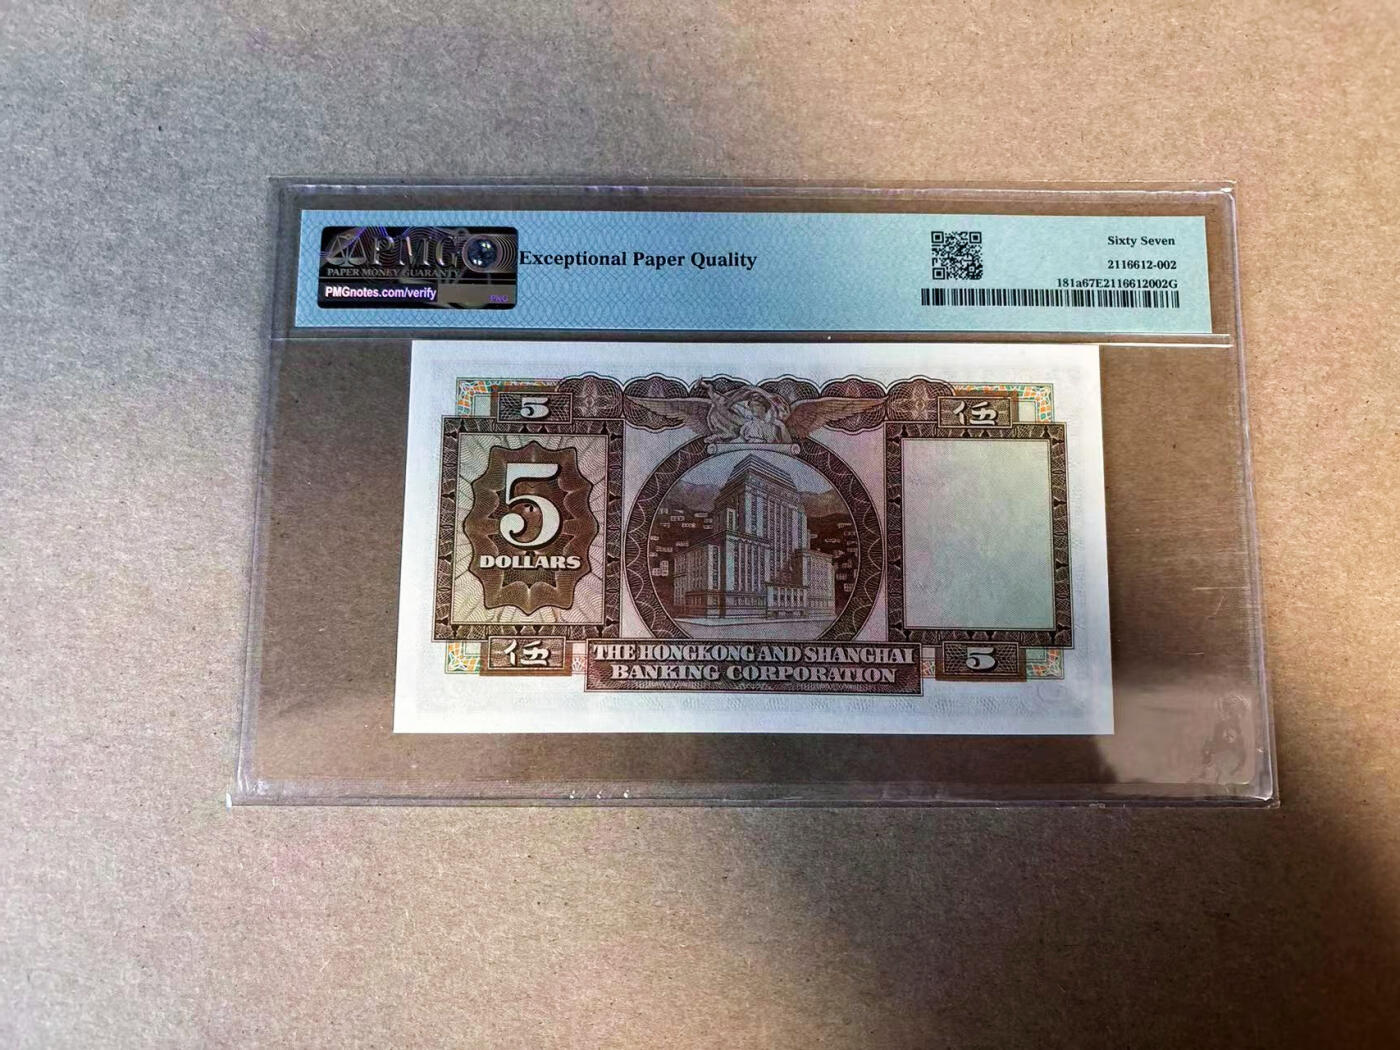 PMG
PAPER MONEY GUARANTY
PMGnotes.com/verify
PMG
Exceptional Paper Quality
Sixty Seven
2116612-002
181a67E2116612002G
5
伍
5
DOLLARS
伍
THE HONGKONG AND SHANGHAI
BANKING CORPORATION
5